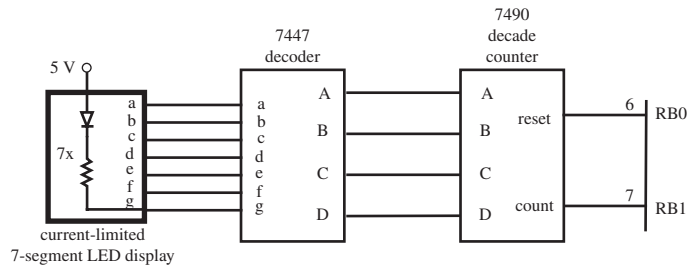 7490
7447
decade
decoder
counter
5 V
a
a
A
A
b
b
6
RB0
reset
c
c
B
B
7x
d
d
e
e
C
C
f
f
count
7
RB1
g
g
D
D
current-limited
7-segment LED display